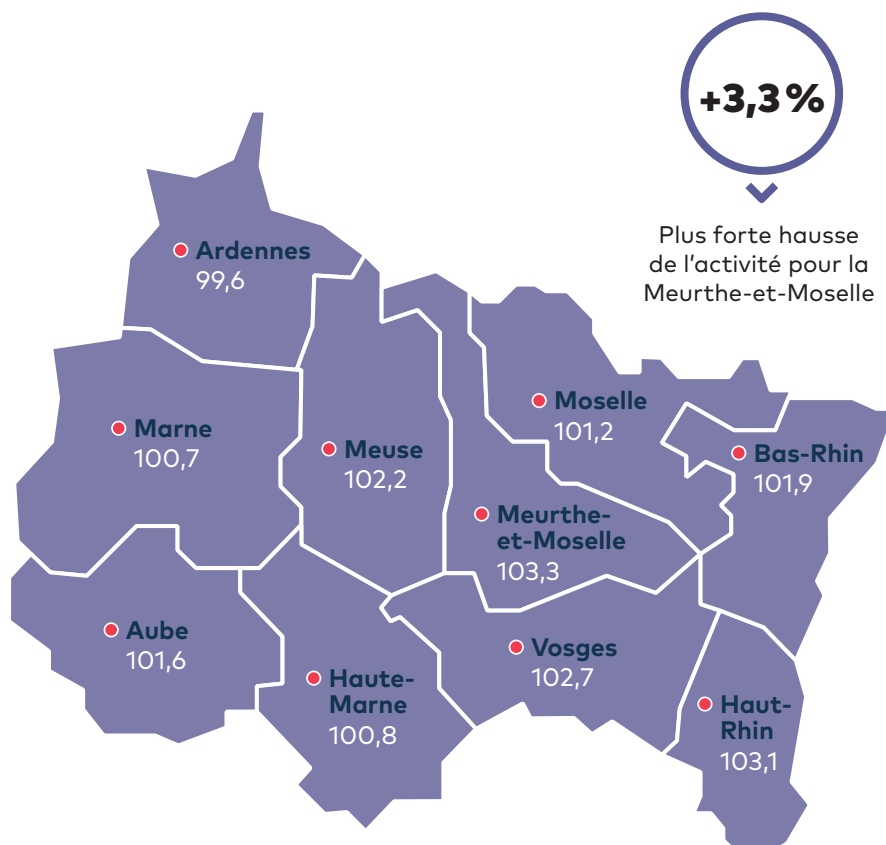 +3,3 %
Plus forte hausse
de l'activité pour la
Meurthe-et-Moselle
Ardennes
99,6
Marne
100,7
Meuse
102,2
Moselle
101,2
Bas-Rhin
101,9
Meurthe-
et-Moselle
103,3
Aube
101,6
Haute-
Marne
100,8
Vosges
102,7
Haut-
Rhin
103,1